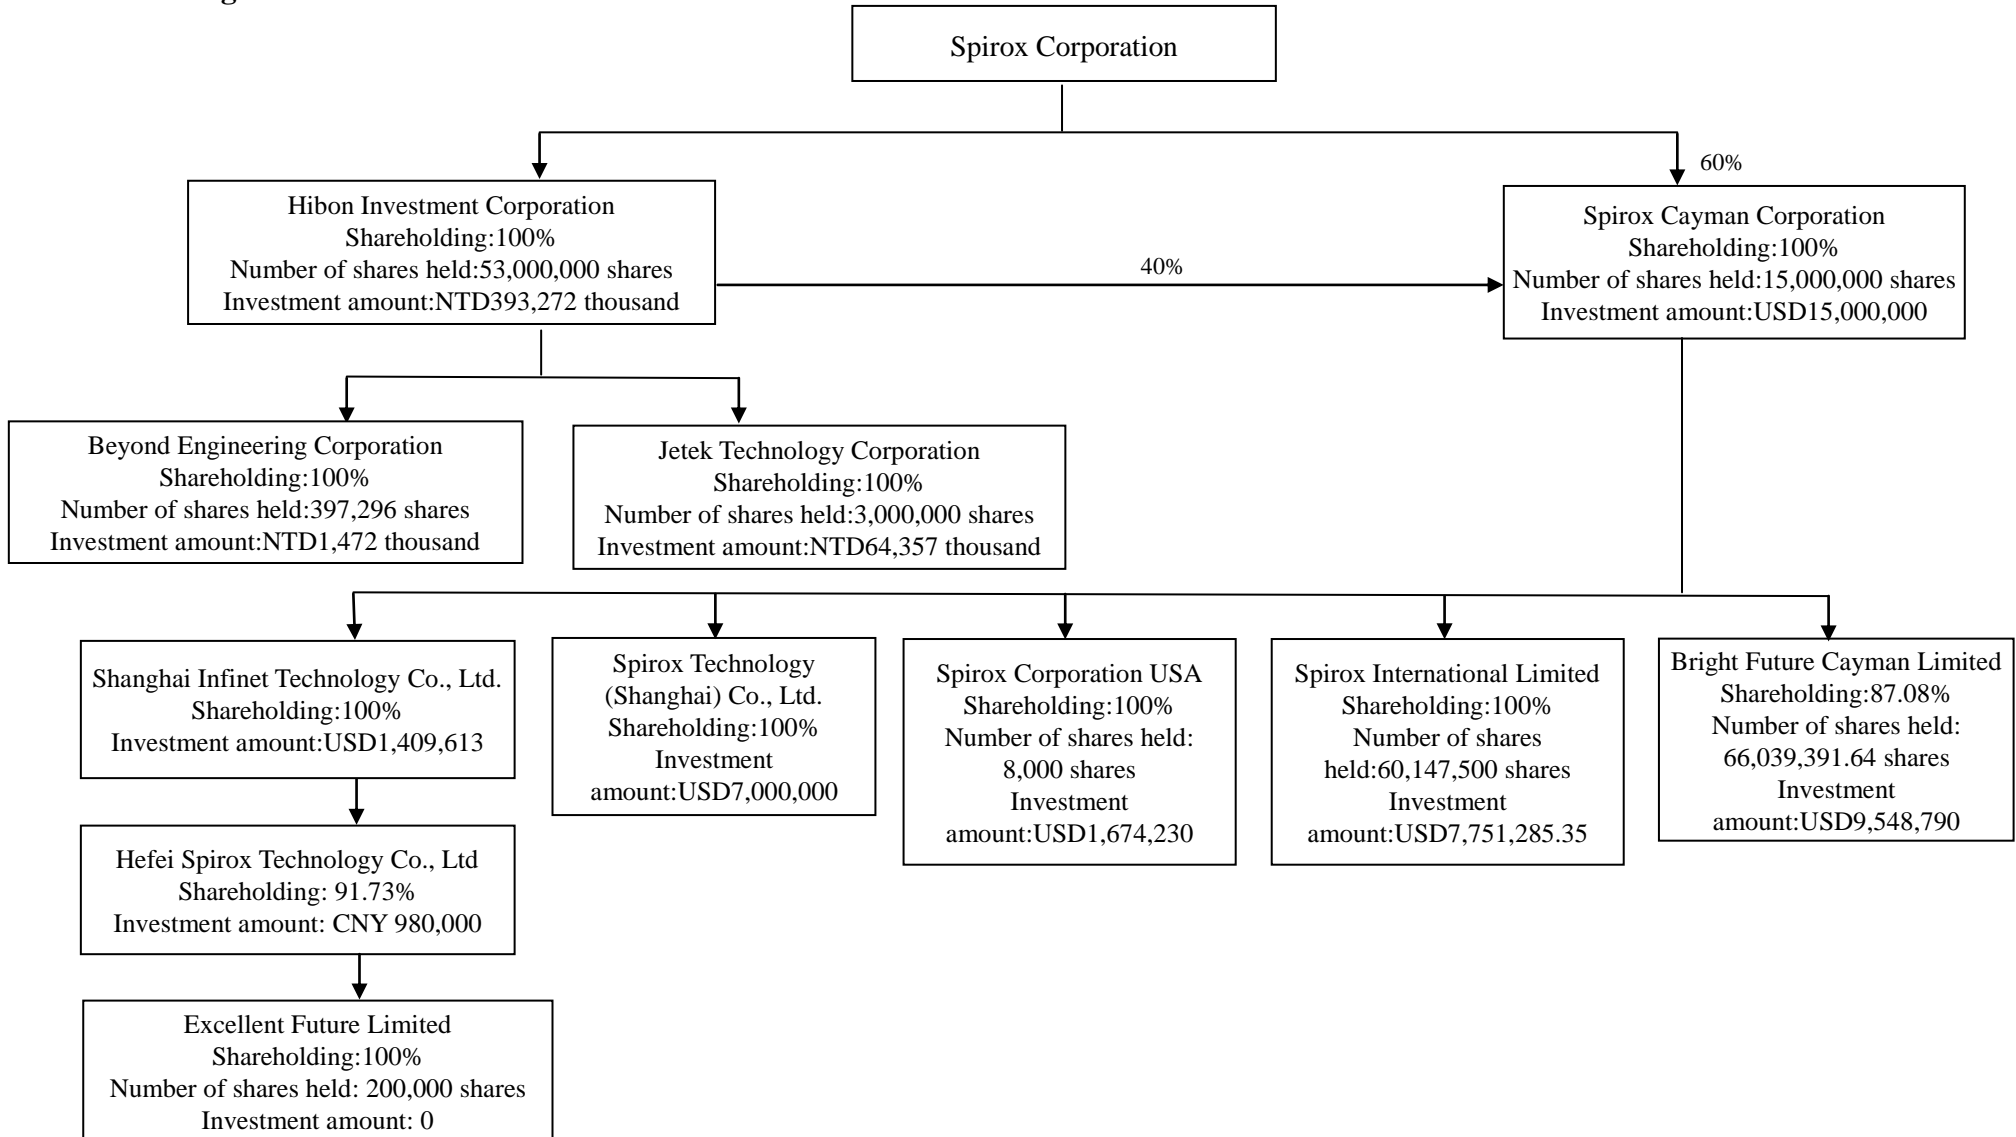 Spirox Corporation
60%
Hibon Investment Corporation
Shareholding:100%
Number of shares held:53,000,000 shares
Investment amount:NTD393,272 thousand
40%
Spirox Cayman Corporation
Shareholding:100%
Number of shares held:15,000,000 shares
Investment amount:USD15,000,000
Beyond Engineering Corporation
Shareholding:100%
Number of shares held:397,296 shares
Investment amount:NTD1,472 thousand
Jetek Technology Corporation
Shareholding:100%
Number of shares held:3,000,000 shares
Investment amount:NTD64,357 thousand
Shanghai Infinet Technology Co., Ltd.
Shareholding:100%
Investment amount:USD1,409,613
Spirox Technology
(Shanghai) Co., Ltd.
Shareholding:100%
Investment
amount:USD7,000,000
Spirox Corporation USA
Shareholding:100%
Number of shares held:
8,000 shares
Investment
amount:USD1,674,230
Spirox International Limited
Shareholding:100%
Number of shares
held:60,147,500 shares
Investment
amount:USD7,751,285.35
Bright Future Cayman Limited
Shareholding:87.08%
Number of shares held:
66,039,391.64 shares
Investment
amount:USD9,548,790
Hefei Spirox Technology Co., Ltd
Shareholding: 91.73%
Investment amount: CNY 980,000
Excellent Future Limited
Shareholding:100%
Number of shares held: 200,000 shares
Investment amount: 0